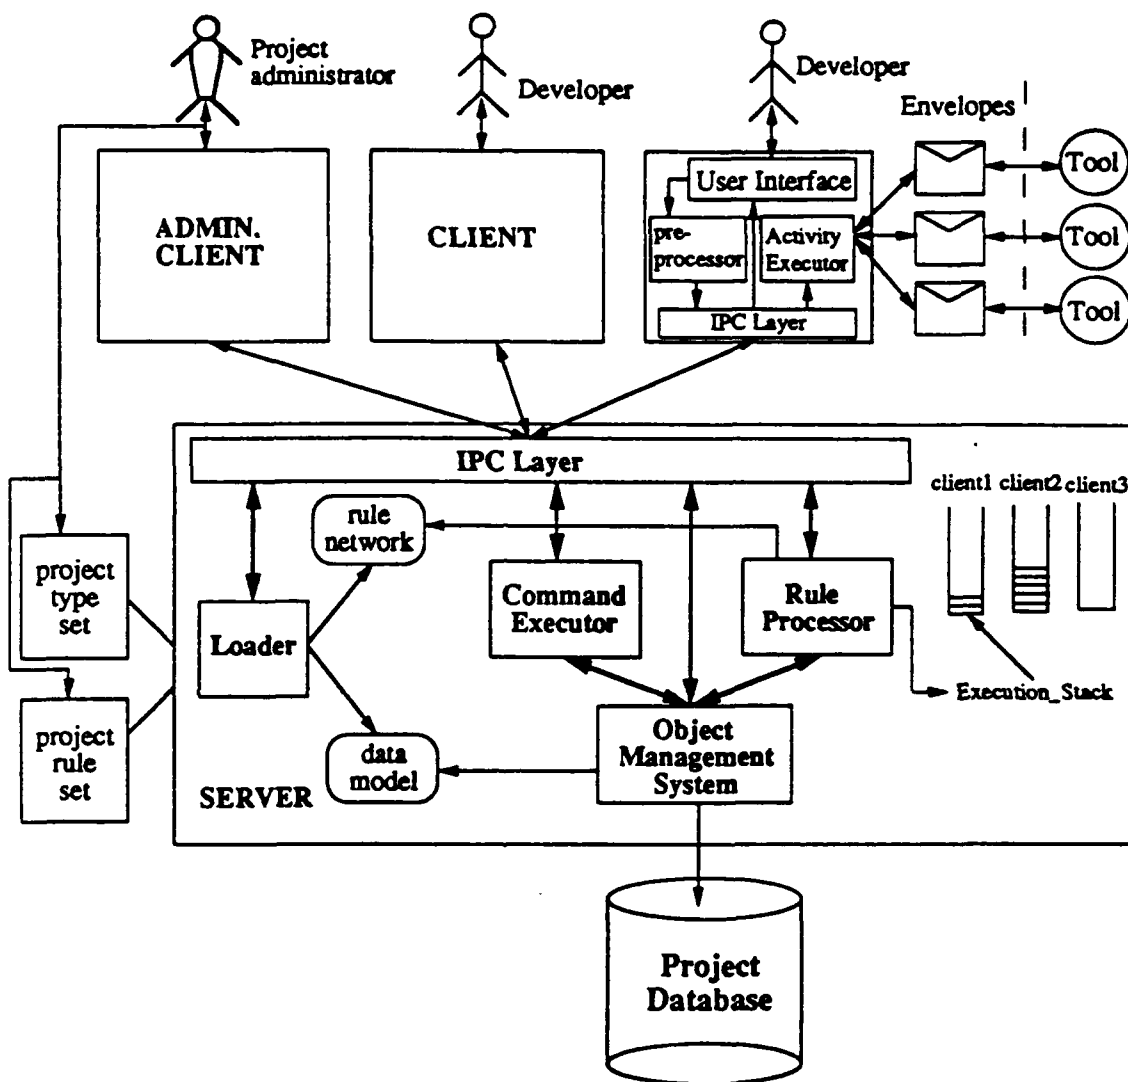 Project
administrator
Developer
Developer
Envelopes
ADMIN.
CLIENT
CLIENT
User Interface
pre-
processor
Activity
Executor
IPC Layer
Tool
Tool
Tool
IPC Layer
client1 client2 client3
rule
network
project
type
set
Loader
Command
Executor
Rule
Processor
Execution_Stack
project
rule
set
data
model
Object
Management
System
SERVER
Project
Database